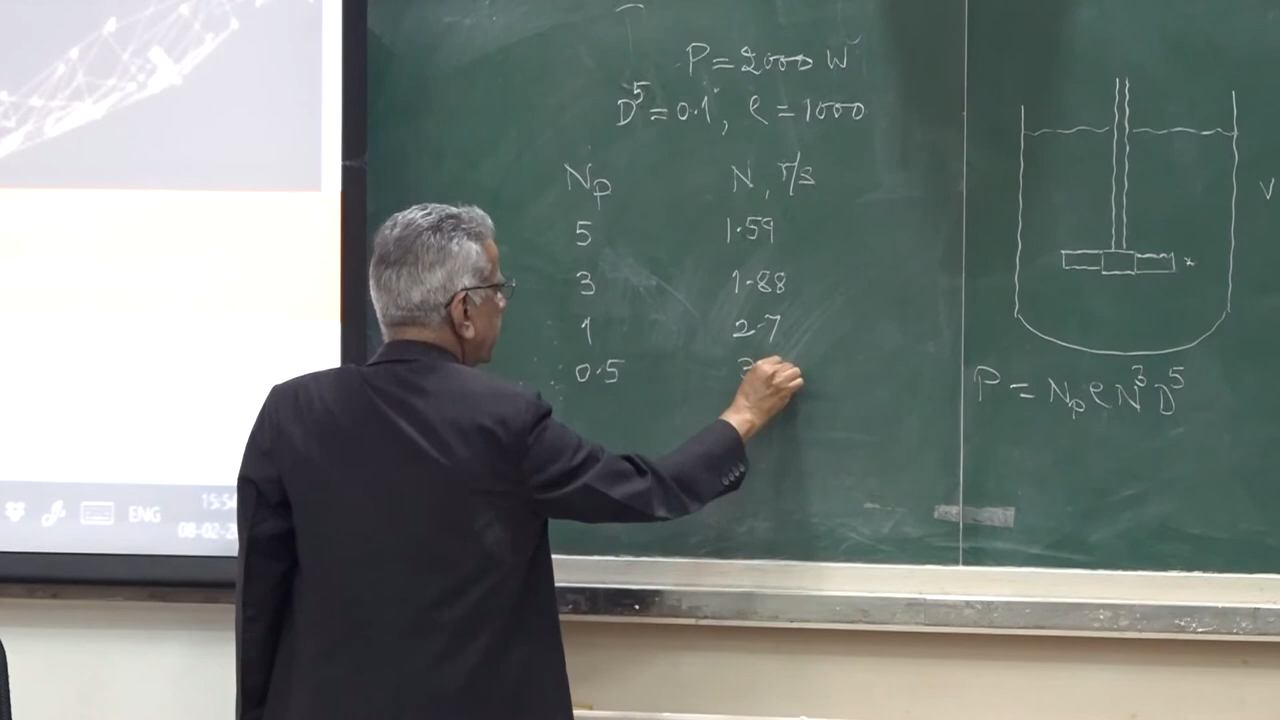 P = 2000 W
D⁵ = 0.1, ρ = 1000
Np N, r/s
5 1.59
3 1.88
1 2.7
0.5 3
P = Np ρ N³ D⁵
V
ENG
15:54
08-02-2